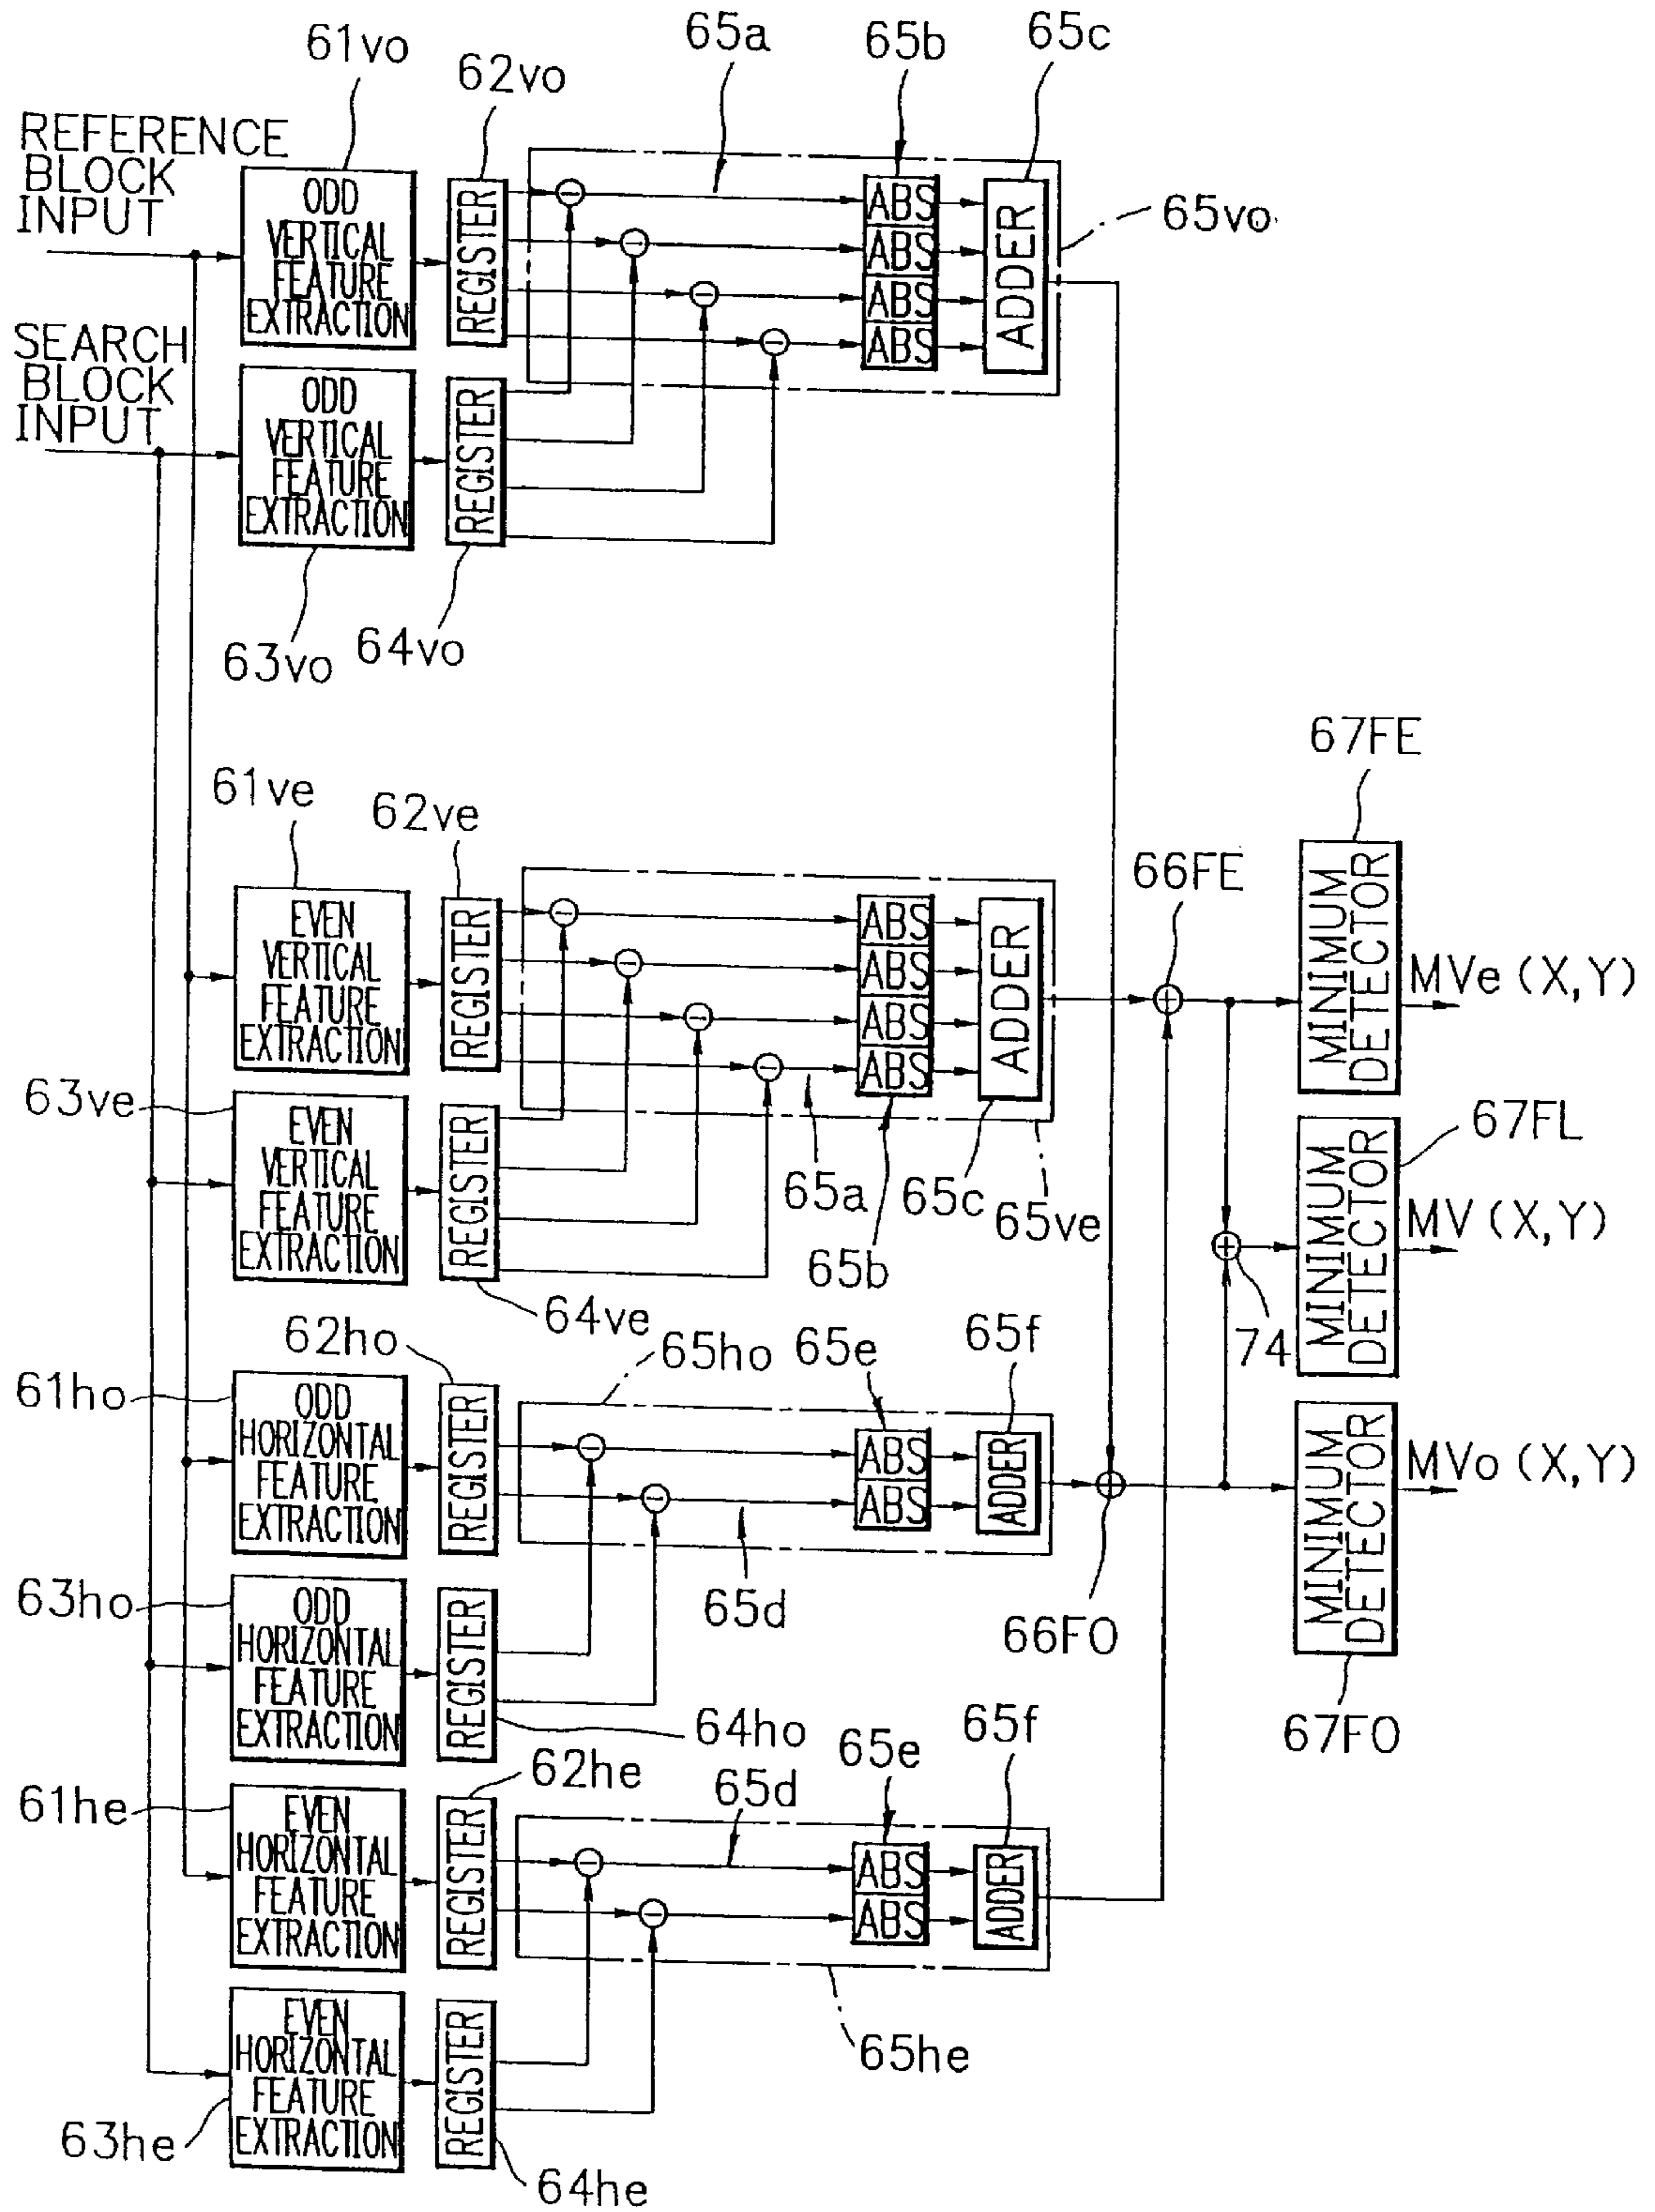 61vo
62vo
65a
65b
65c
REFERENCE
BLOCK
INPUT
ODD
VERTICAL
FEATURE
EXTRACTION
REGISTER
ABS
ABS
ABS
ABS
ADDER
65vo
SEARCH
BLOCK
INPUT
ODD
VERTICAL
FEATURE
EXTRACTION
REGISTER
63vo
64vo
61ve
62ve
EVEN
VERTICAL
FEATURE
EXTRACTION
REGISTER
ABS
ABS
ABS
ABS
ADDER
66FE
67FE
MINIMUM
DETECTOR
MVe (X,Y)
63ve
EVEN
VERTICAL
FEATURE
EXTRACTION
REGISTER
65a
65b
65c
65ve
64ve
67FL
MINIMUM
DETECTOR
MV (X,Y)
74
62ho
65ho
65e
65f
61ho
ODD
HORIZONTAL
FEATURE
EXTRACTION
REGISTER
ABS
ABS
ADDER
MINIMUM
DETECTOR
MVo (X,Y)
63ho
ODD
HORIZONTAL
FEATURE
EXTRACTION
REGISTER
65d
66FO
67FO
64ho
62he
65d
65e
65f
61he
EVEN
HORIZONTAL
FEATURE
EXTRACTION
REGISTER
ABS
ABS
ADDER
65he
EVEN
HORIZONTAL
FEATURE
EXTRACTION
REGISTER
63he
64he